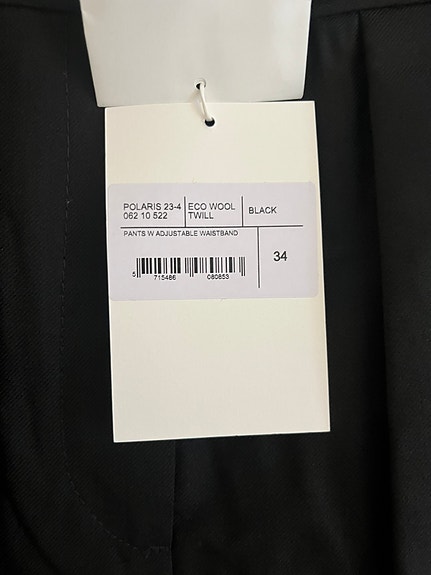 POLARIS 23-4 ECO WOOL BLACK
062 10 522 TWILL
PANTS W ADJUSTABLE WAISTBAND
34
5 715486 080853